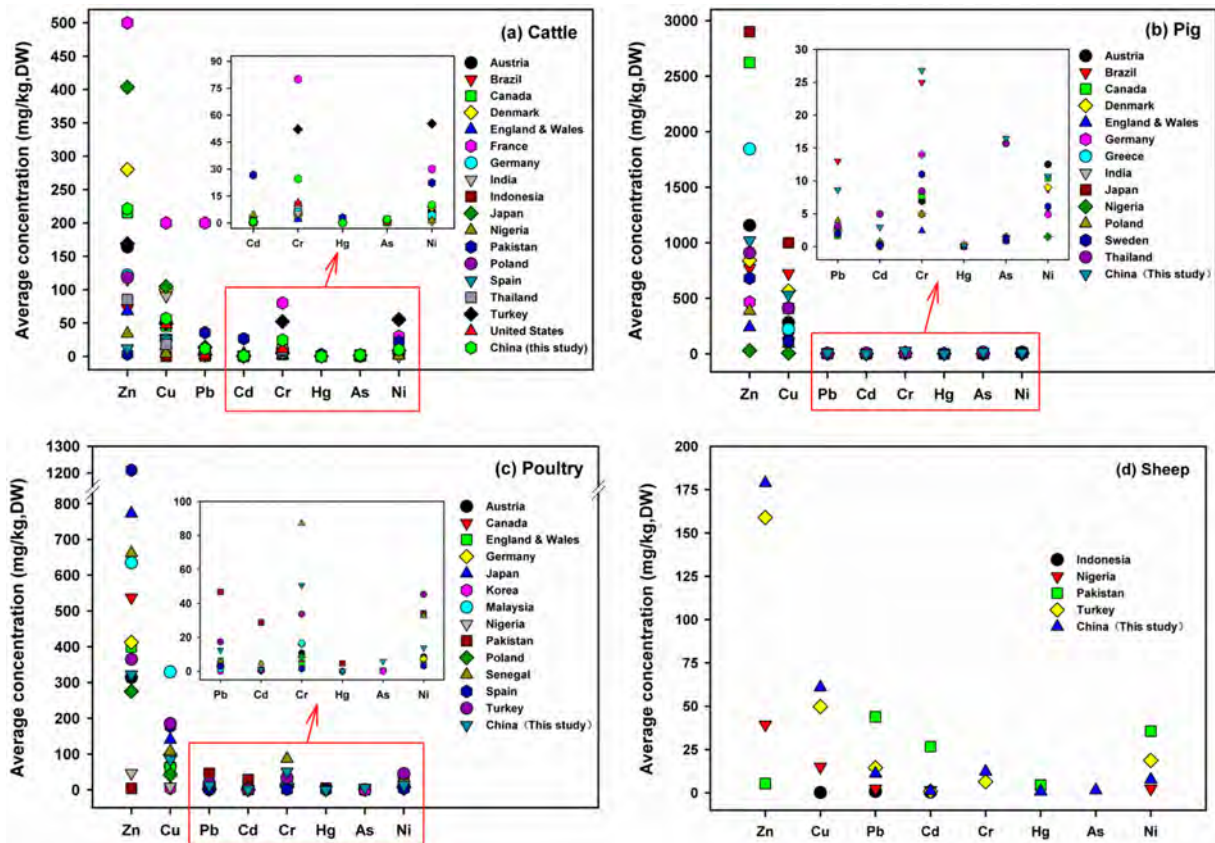 (a) Cattle
Average concentration (mg/kg,DW)
500
450
400
350
300
250
200
150
100
50
0
Zn Cu Pb Cd Cr Hg As Ni
90
75
60
45
30
15
0
Cd Cr Hg As Ni
Austria
Brazil
Canada
Denmark
England & Wales
France
Germany
India
Indonesia
Japan
Nigeria
Pakistan
Poland
Spain
Thailand
Turkey
United States
China (this study)
(b) Pig
Average concentration (mg/kg,DW)
3000
2500
2000
1500
1000
500
0
Zn Cu Pb Cd Cr Hg As Ni
30
25
20
15
10
5
0
Pb Cd Cr Hg As Ni
Austria
Brazil
Canada
Denmark
England & Wales
Germany
Greece
India
Japan
Nigeria
Poland
Sweden
Thailand
China (This study)
(c) Poultry
Average concentration (mg/kg,DW)
1300
1200
800
700
600
500
400
300
200
100
0
Zn Cu Pb Cd Cr Hg As Ni
100
80
60
40
20
0
Pb Cd Cr Hg As Ni
Austria
Canada
England & Wales
Germany
Japan
Korea
Malaysia
Nigeria
Pakistan
Poland
Senegal
Spain
Turkey
China（This study）
(d) Sheep
Average concentration (mg/kg,DW)
200
175
150
125
100
75
50
25
0
Zn Cu Pb Cd Cr Hg As Ni
Indonesia
Nigeria
Pakistan
Turkey
China（This study）